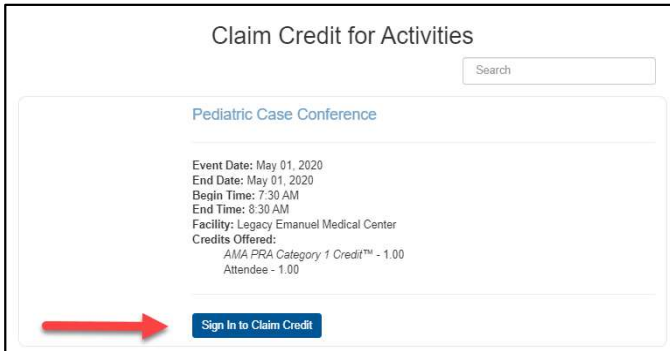 Claim Credit for Activities
Search
Pediatric Case Conference
Event Date: May 01, 2020
End Date: May 01, 2020
Begin Time: 7:30 AM
End Time: 8:30 AM
Facility: Legacy Emanuel Medical Center
Credits Offered:
AMA PRA Category 1 Credit™ - 1.00
Attendee - 1.00
Sign In to Claim Credit